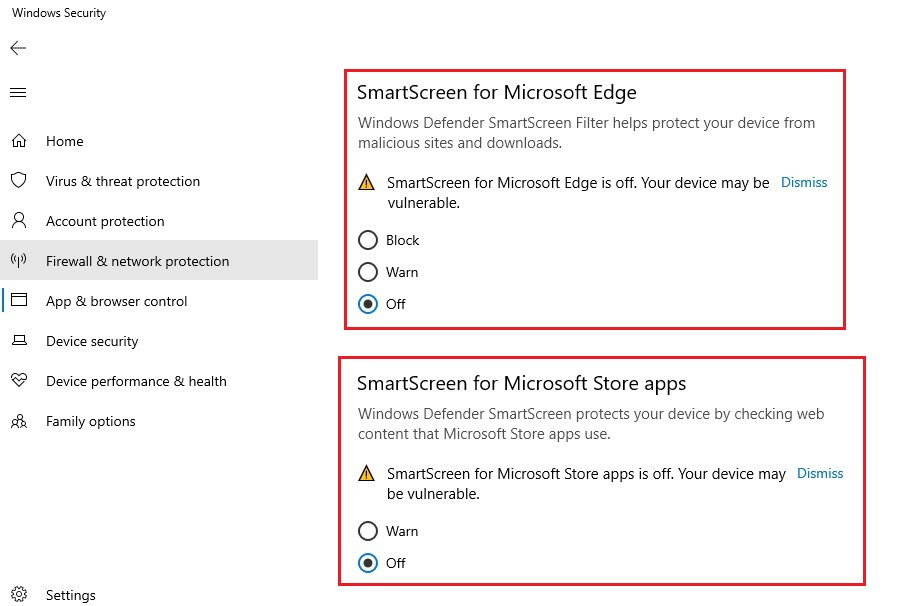 Windows Security
Home
Virus & threat protection
Account protection
Firewall & network protection
App & browser control
Device security
Device performance & health
Family options
Settings
SmartScreen for Microsoft Edge
Windows Defender SmartScreen Filter helps protect your device from
malicious sites and downloads.
SmartScreen for Microsoft Edge is off. Your device may be Dismiss
vulnerable.
Block
Warn
Off
SmartScreen for Microsoft Store apps
Windows Defender SmartScreen protects your device by checking web
content that Microsoft Store apps use.
SmartScreen for Microsoft Store apps is off. Your device may Dismiss
be vulnerable.
Warn
Off